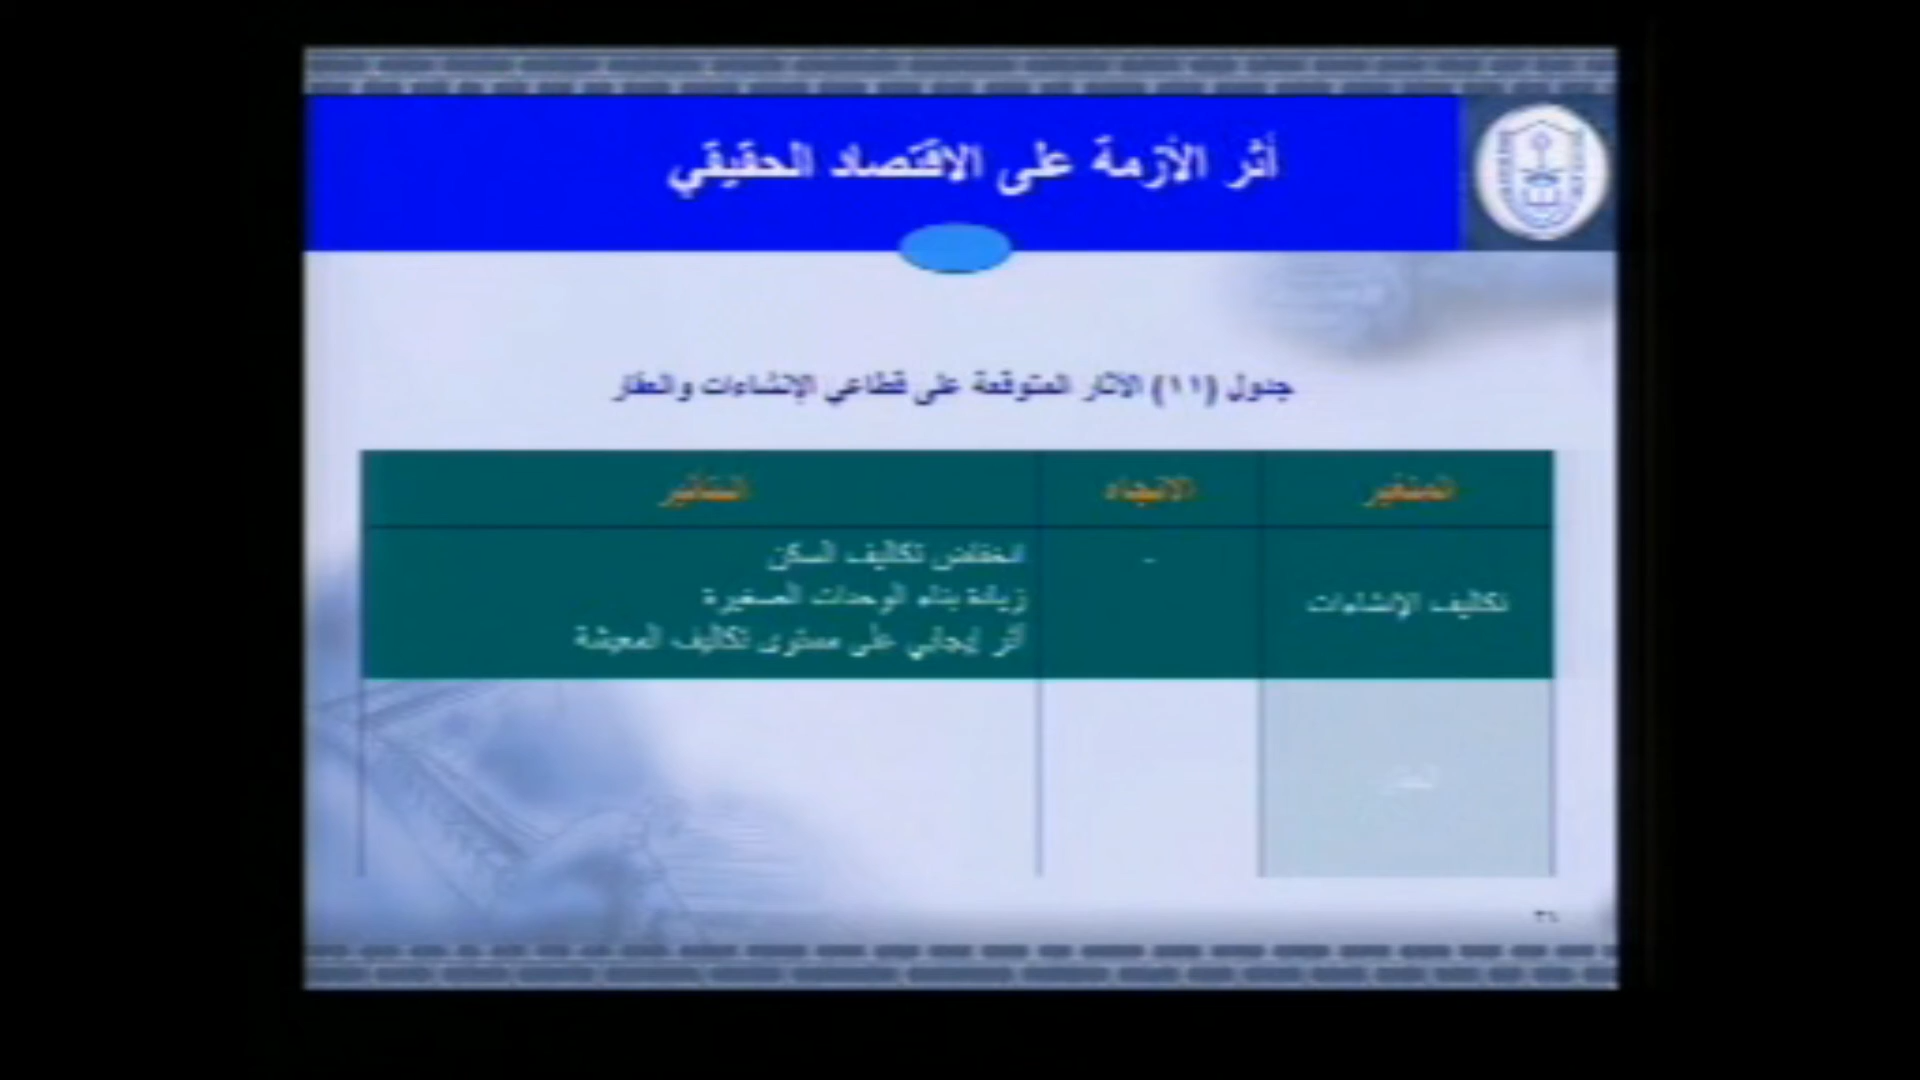 أثر الأزمة على الاقتصاد الحقيقي
جدول (١١) الآثار المتوقعة على قطاعي الإنشاءات والعقار
المتغير الاتجاه التأثير
تكاليف الإنشاءات - انخفاض تكاليف السكن
زيادة بناء الوحدات الصغيرة
أثر إيجابي على مستوى تكاليف المعيشة
العقار